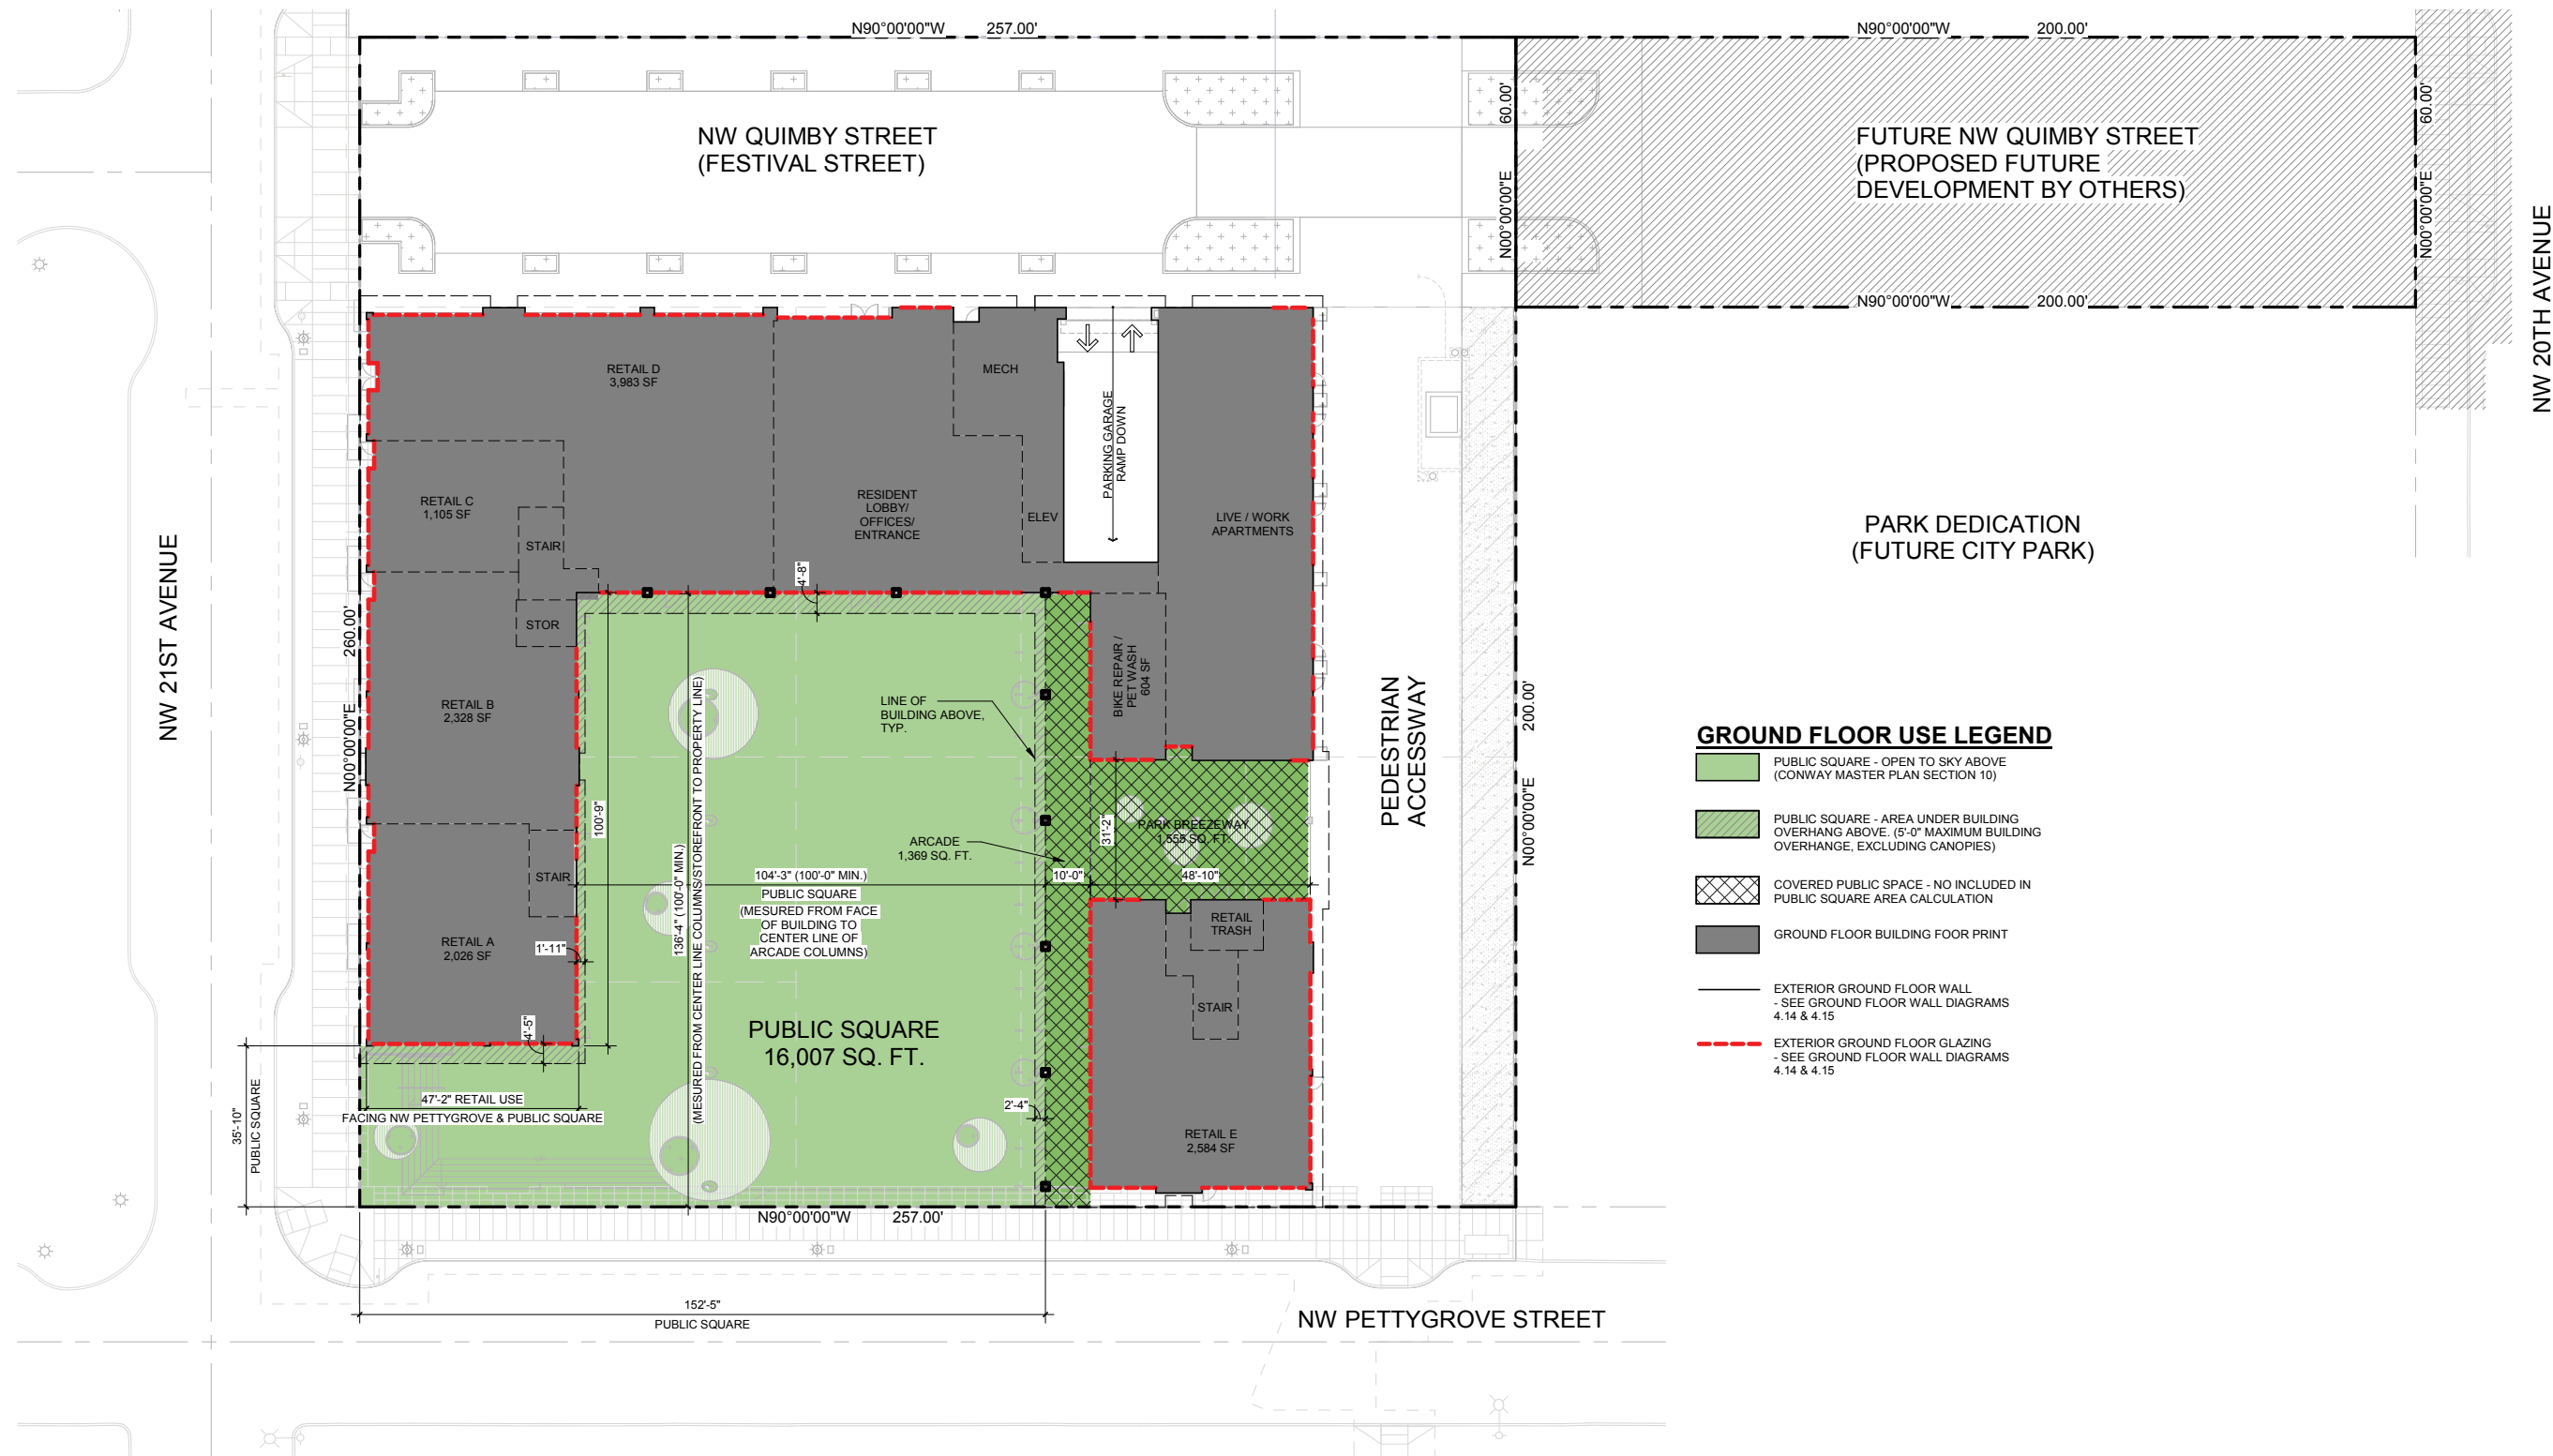 N90°00'00"W 257.00'
N90°00'00"W 200.00'
NW QUIMBY STREET
(FESTIVAL STREET)
60.00'
N00°00'00"E
FUTURE NW QUIMBY STREET
(PROPOSED FUTURE
DEVELOPMENT BY OTHERS)
60.00'
N00°00'00"E
NW 20TH AVENUE
N90°00'00"W 200.00'
NW 21ST AVENUE
260.00'
N00°00'00"E
RETAIL D
3,983 SF
MECH
PARKING GARAGE
RAMP DOWN
RETAIL C
1,105 SF
STAIR
RESIDENT
LOBBY/
OFFICES/
ENTRANCE
ELEV
LIVE / WORK
APARTMENTS
PARK DEDICATION
(FUTURE CITY PARK)
4'-8"
STOR
RETAIL B
2,328 SF
BIKE REPAIR /
PET WASH
604 SF
LINE OF
BUILDING ABOVE,
TYP.
PEDESTRIAN
ACCESSWAY
200.00'
N00°00'00"E
100'-9"
136'-4" (100'-0" MIN.)
(MESURED FROM CENTER LINE COLUMNS/STOREFRONT TO PROPERTY LINE)
ARCADE
1,369 SQ. FT.
31'-2"
PARK BREEZEWAY
1,555 SQ. FT.
STAIR
104'-3" (100'-0" MIN.)
10'-0"
48'-10"
PUBLIC SQUARE
(MESURED FROM FACE
OF BUILDING TO
CENTER LINE OF
ARCADE COLUMNS)
RETAIL
TRASH
RETAIL A
2,026 SF
1'-11"
STAIR
4'-5"
PUBLIC SQUARE
16,007 SQ. FT.
47'-2" RETAIL USE
FACING NW PETTYGROVE & PUBLIC SQUARE
35'-10"
PUBLIC SQUARE
2'-4"
RETAIL E
2,584 SF
N90°00'00"W 257.00'
152'-5"
PUBLIC SQUARE
NW PETTYGROVE STREET
GROUND FLOOR USE LEGEND
PUBLIC SQUARE - OPEN TO SKY ABOVE
(CONWAY MASTER PLAN SECTION 10)
PUBLIC SQUARE - AREA UNDER BUILDING
OVERHANG ABOVE. (5'-0" MAXIMUM BUILDING
OVERHANGE, EXCLUDING CANOPIES)
COVERED PUBLIC SPACE - NO INCLUDED IN
PUBLIC SQUARE AREA CALCULATION
GROUND FLOOR BUILDING FOOR PRINT
EXTERIOR GROUND FLOOR WALL
- SEE GROUND FLOOR WALL DIAGRAMS
4.14 & 4.15
EXTERIOR GROUND FLOOR GLAZING
- SEE GROUND FLOOR WALL DIAGRAMS
4.14 & 4.15